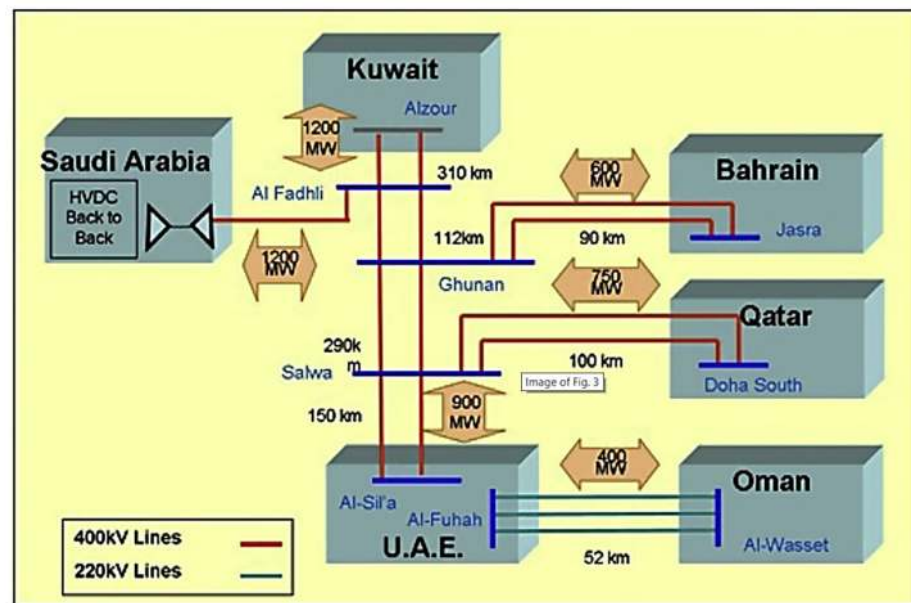 Kuwait
Alzour
1200
MW
Saudi Arabia
HVDC
Back to
Back
Al Fadhli
310 km
600
MW
Bahrain
Jasra
1200
MW
112km
90 km
Ghunan
750
MW
Qatar
290k
m
Salwa
100 km
Image of Fig. 3
Doha South
150 km
900
MW
400
MW
Oman
Al-Sil'a
Al-Fuhah
U.A.E.
Al-Wasset
52 km
400kV Lines
220kV Lines